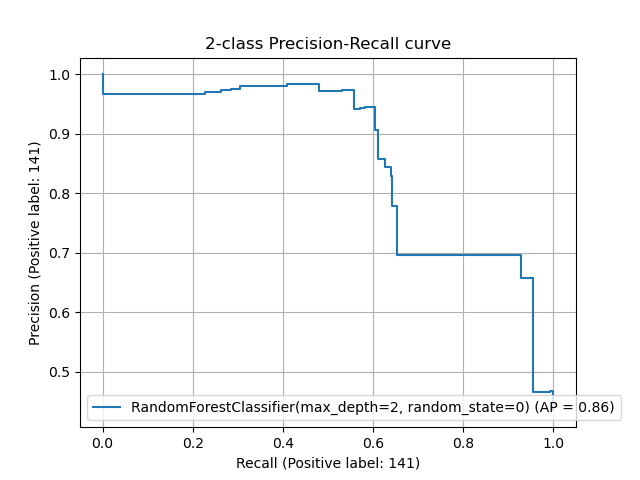 2-class Precision-Recall curve
1.0
0.9
0.8
0.7
0.6
0.5
Precision (Positive label: 141)
RandomForestClassifier(max_depth=2, random_state=0) (AP = 0.86)
0.0 0.2 0.4 0.6 0.8 1.0
Recall (Positive label: 141)